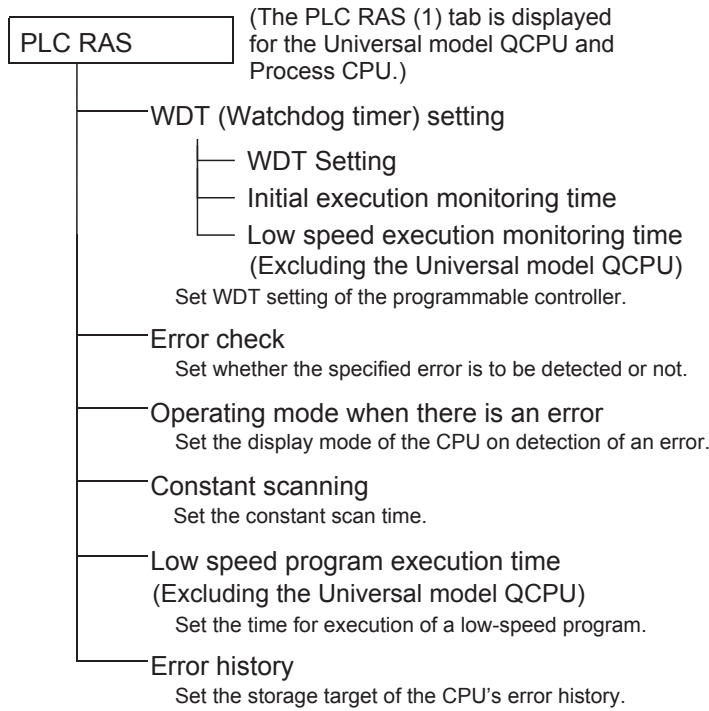 PLC RAS
(The PLC RAS (1) tab is displayed
for the Universal model QCPU and
Process CPU.)
WDT (Watchdog timer) setting
WDT Setting
Initial execution monitoring time
Low speed execution monitoring time
(Excluding the Universal model QCPU)
Set WDT setting of the programmable controller.
Error check
Set whether the specified error is to be detected or not.
Operating mode when there is an error
Set the display mode of the CPU on detection of an error.
Constant scanning
Set the constant scan time.
Low speed program execution time
(Excluding the Universal model QCPU)
Set the time for execution of a low-speed program.
Error history
Set the storage target of the CPU's error history.